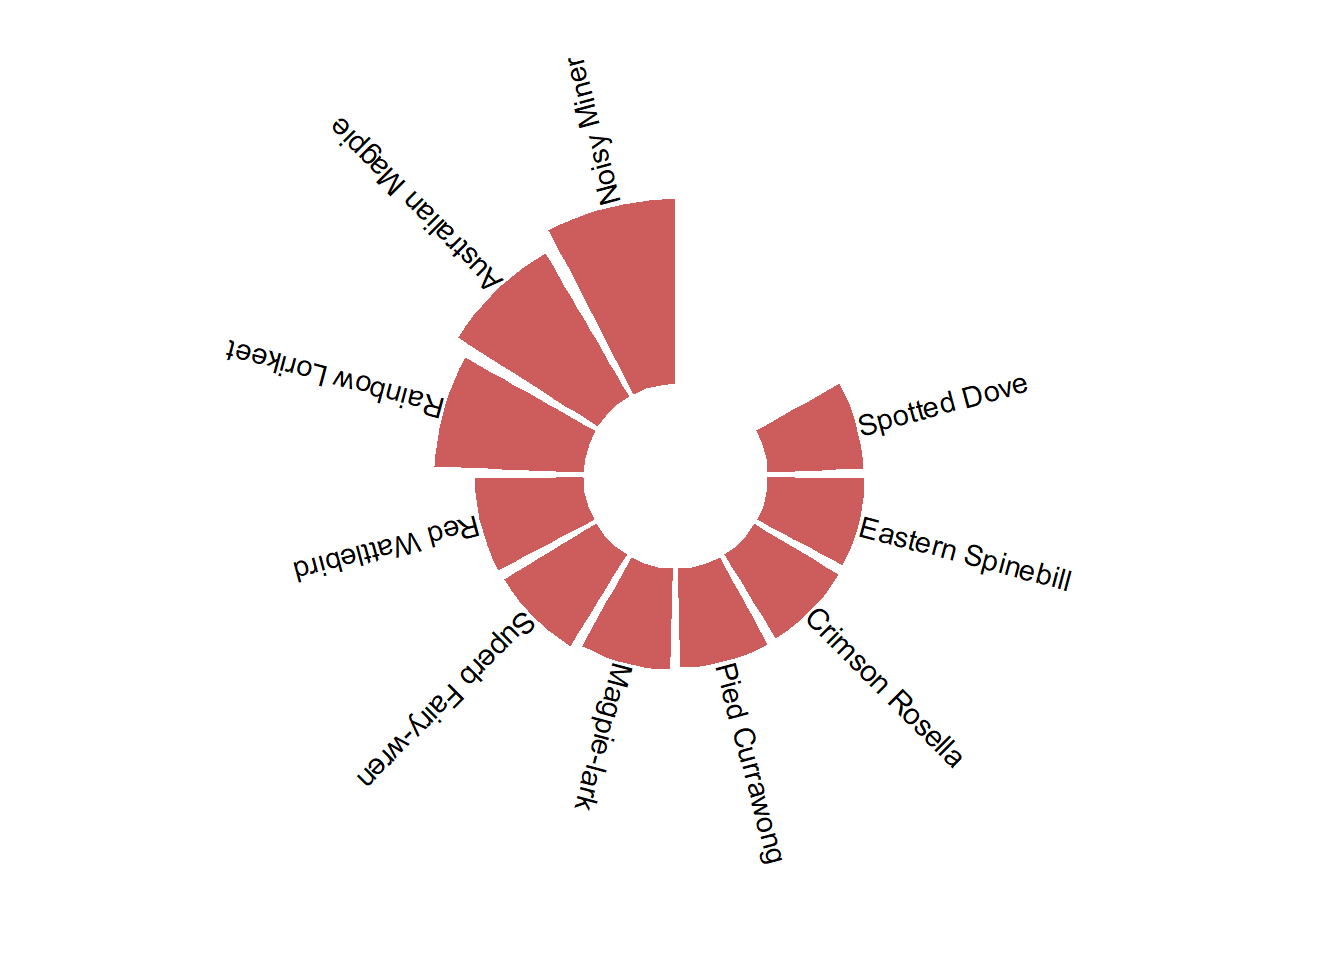 Noisy Miner
Australian Magpie
Rainbow Lorikeet
Red Wattlebird
Superb Fairy-wren
Magpie-lark
Pied Currawong
Crimson Rosella
Eastern Spinebill
Spotted Dove